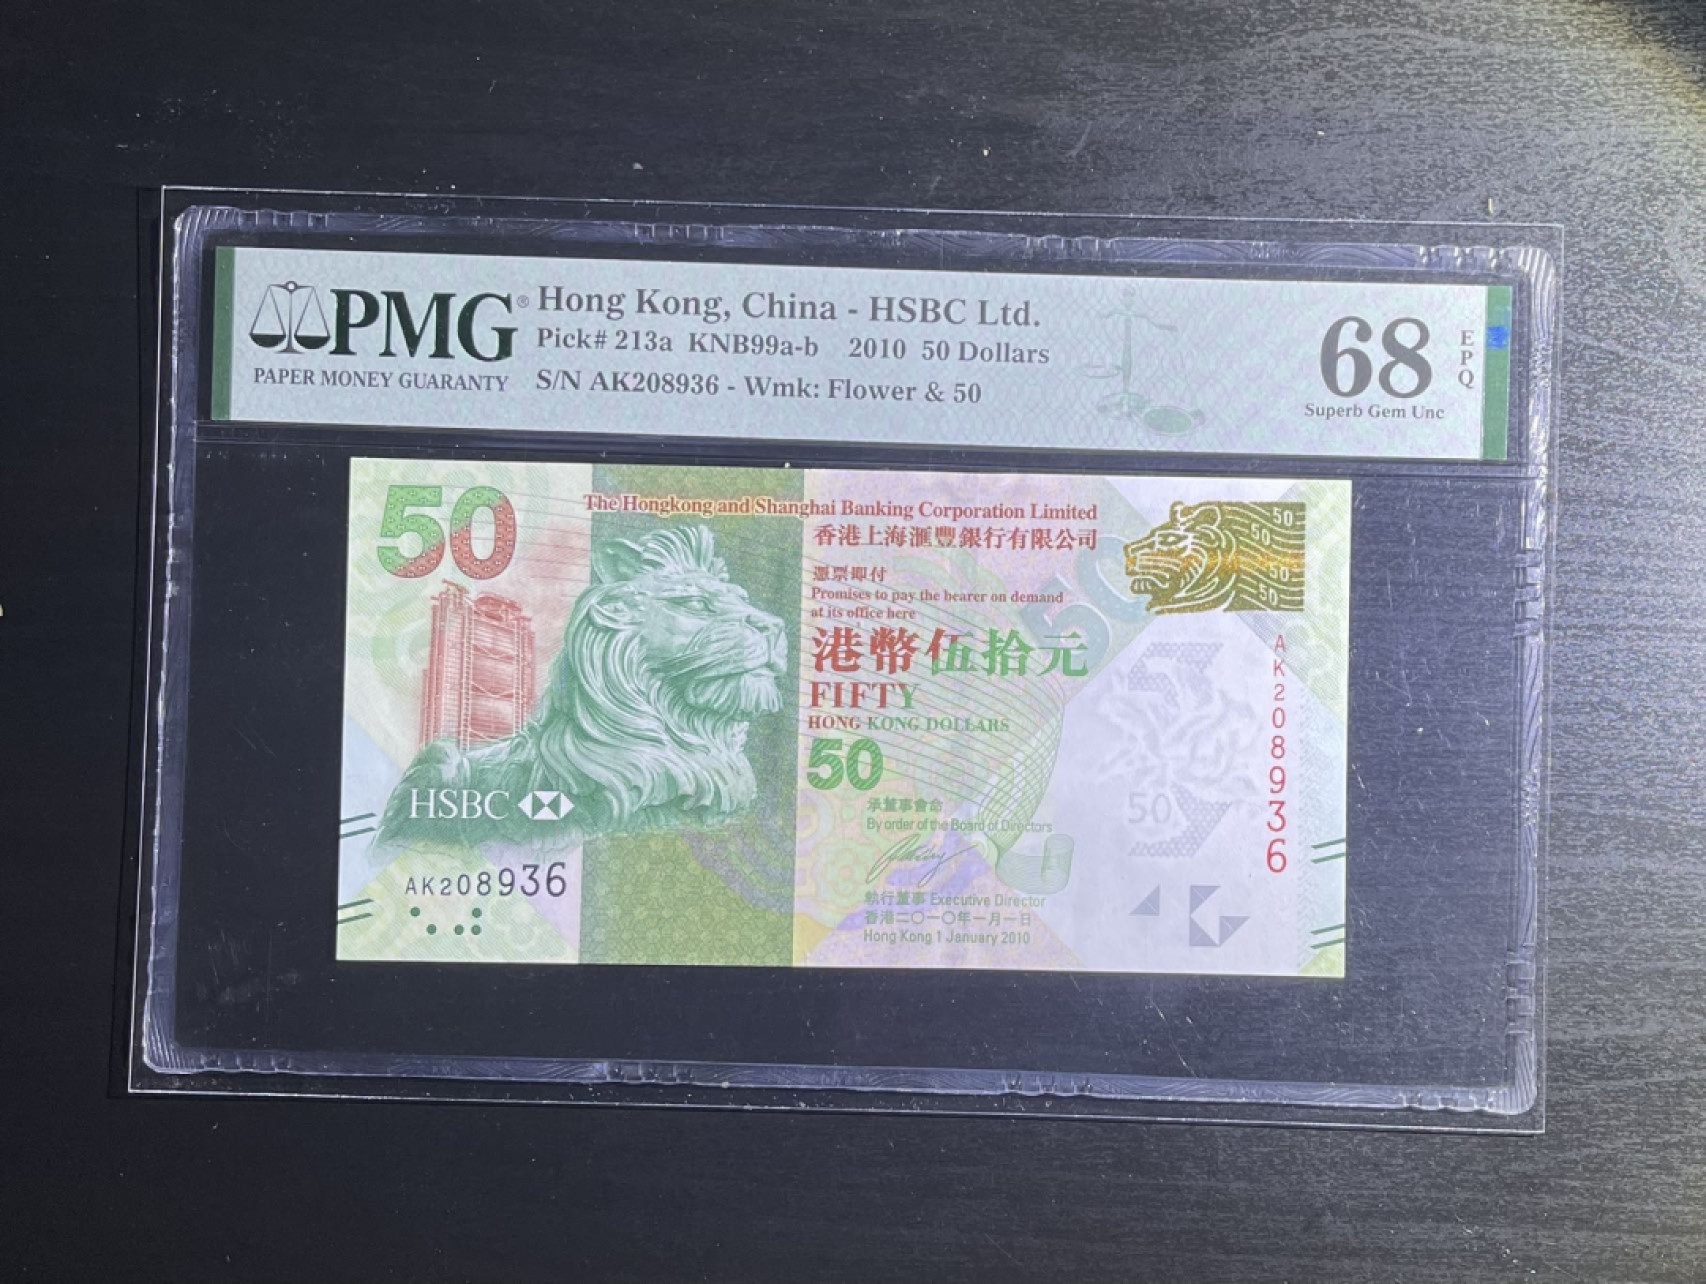 PMG®
PAPER MONEY GUARANTY
Hong Kong, China - HSBC Ltd.
Pick# 213a KNB99a-b 2010 50 Dollars
S/N AK208936 - Wmk: Flower & 50
68
EPQ
Superb Gem Unc
50
The Hongkong and Shanghai Banking Corporation Limited
香港上海滙豐銀行有限公司
憑票即付
Promises to pay the bearer on demand
at its office here
港幣伍拾元
FIFTY
HONG KONG DOLLARS
50
承董事會命
By order of the Board of Directors
執行董事 Executive Director
香港二〇一〇年一月一日
Hong Kong 1 January 2010
HSBC
AK208936
50
50
50
50
AK208936
50
50